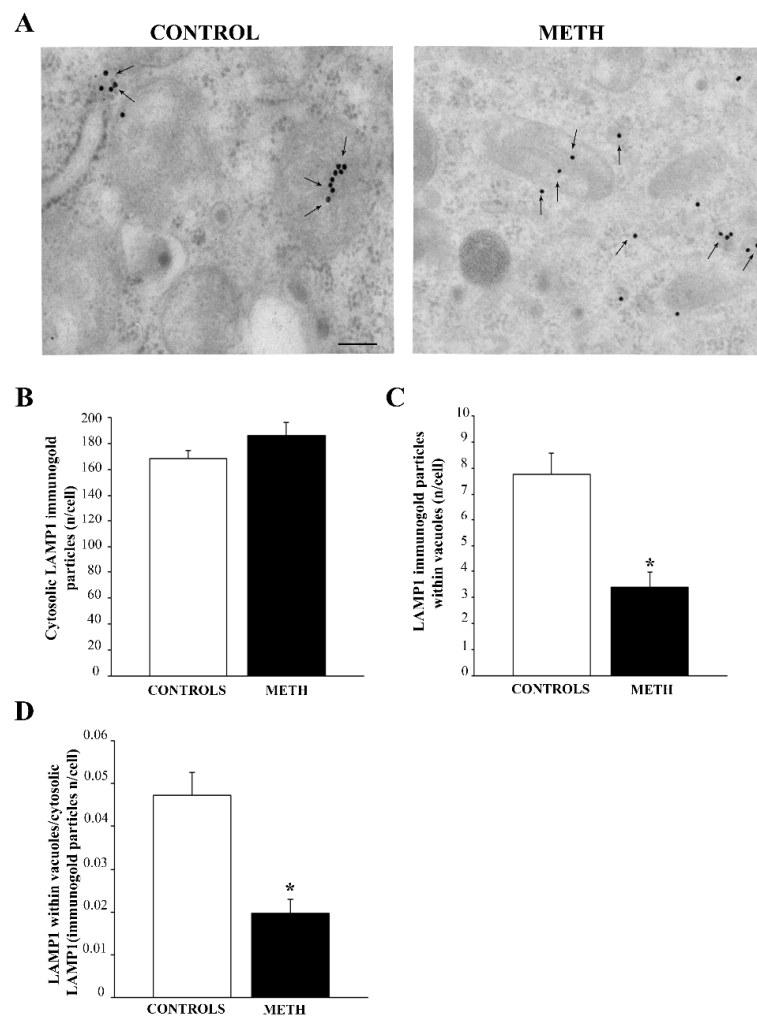 A
CONTROL
METH
B
Cytosolic LAMP1 immunogold
particles (n/cell)
200
180
160
140
120
100
80
60
40
20
0
CONTROLS
METH
C
LAMP1 immunogold particles
within vacuoles (n/cell)
10
9
8
7
6
5
4
3
2
1
0
*
CONTROLS
METH
D
LAMP1 within vacuoles/cytosolic
LAMP1(immunogold particles n/cell)
0.06
0.05
0.04
0.03
0.02
0.01
0
*
CONTROLS
METH